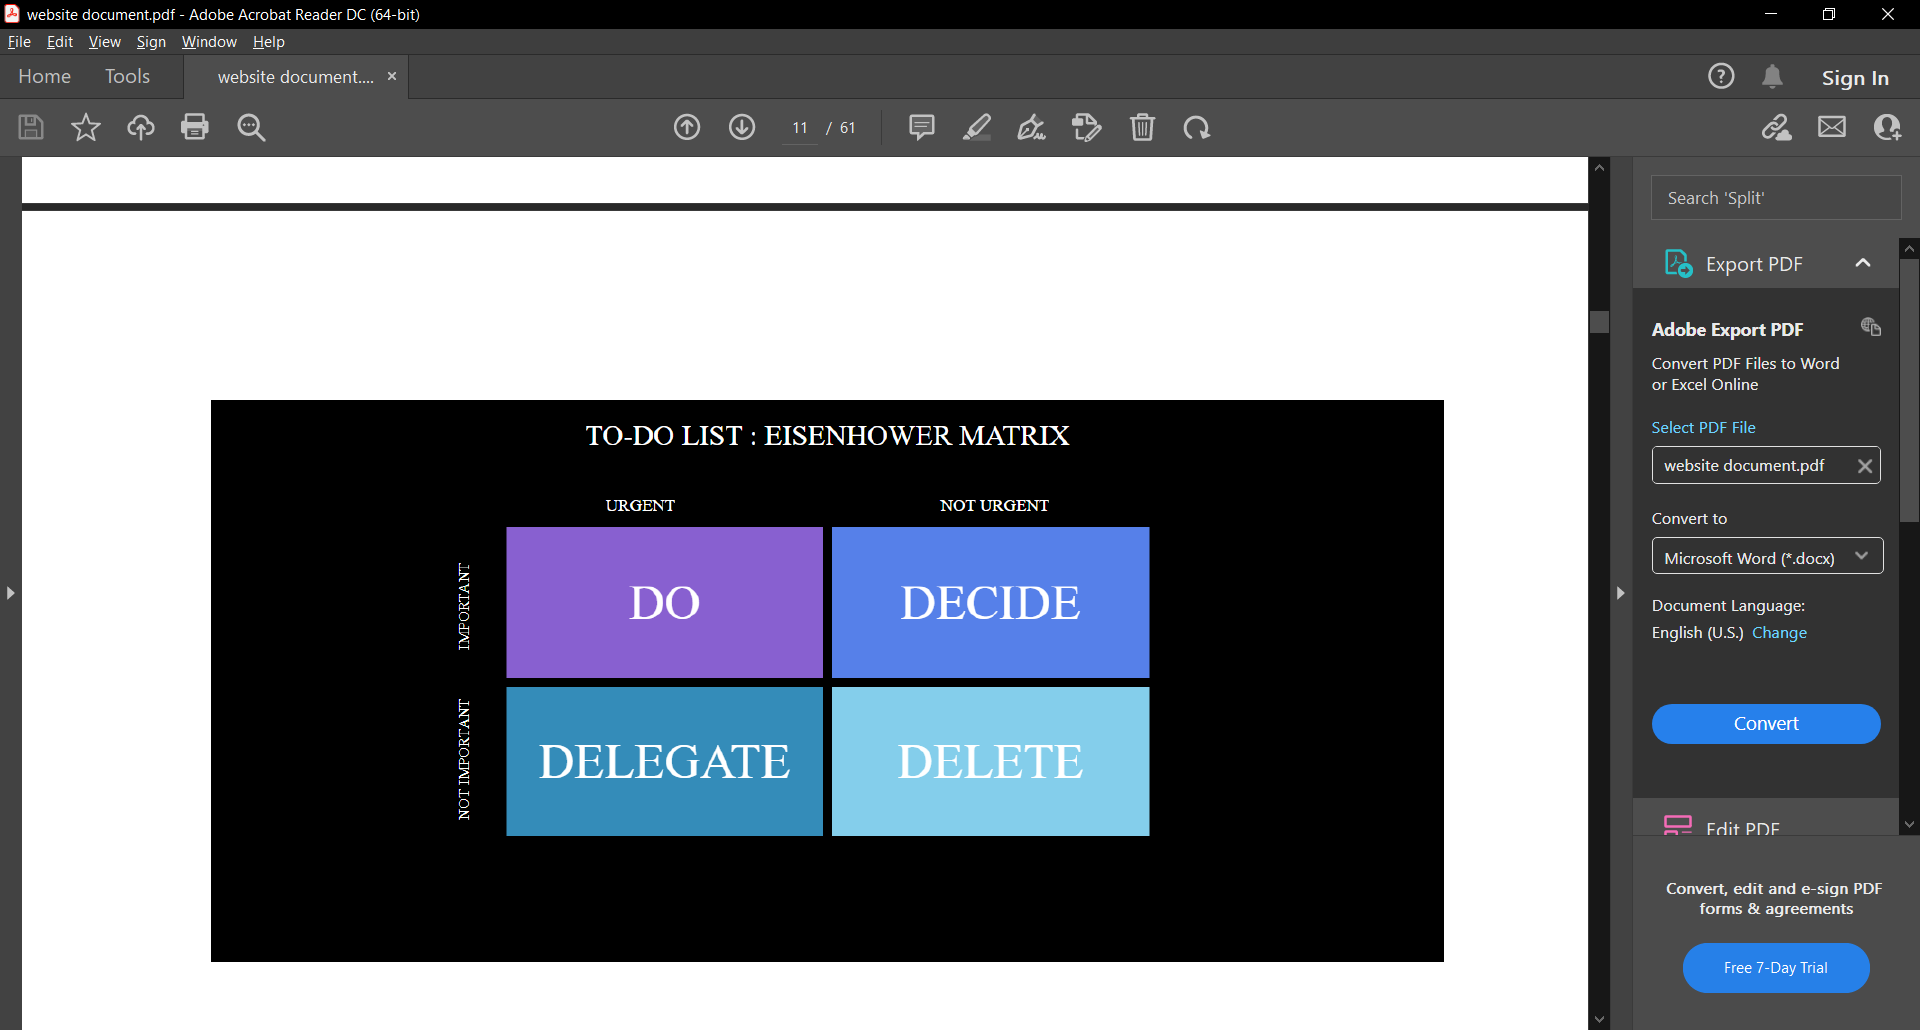 website document.pdf - Adobe Acrobat Reader DC (64-bit)
File Edit View Sign Window Help
Home Tools website document.... × Sign In
11 / 61
Search 'Split'
Export PDF
Adobe Export PDF
Convert PDF Files to Word
or Excel Online
Select PDF File
website document.pdf
Convert to
Microsoft Word (*.docx)
Document Language:
English (U.S.) Change
Convert
Edit PDF
Convert, edit and e-sign PDF
forms & agreements
Free 7-Day Trial
TO-DO LIST : EISENHOWER MATRIX
URGENT NOT URGENT
IMPORTANT
DO DECIDE
NOT IMPORTANT
DELEGATE DELETE